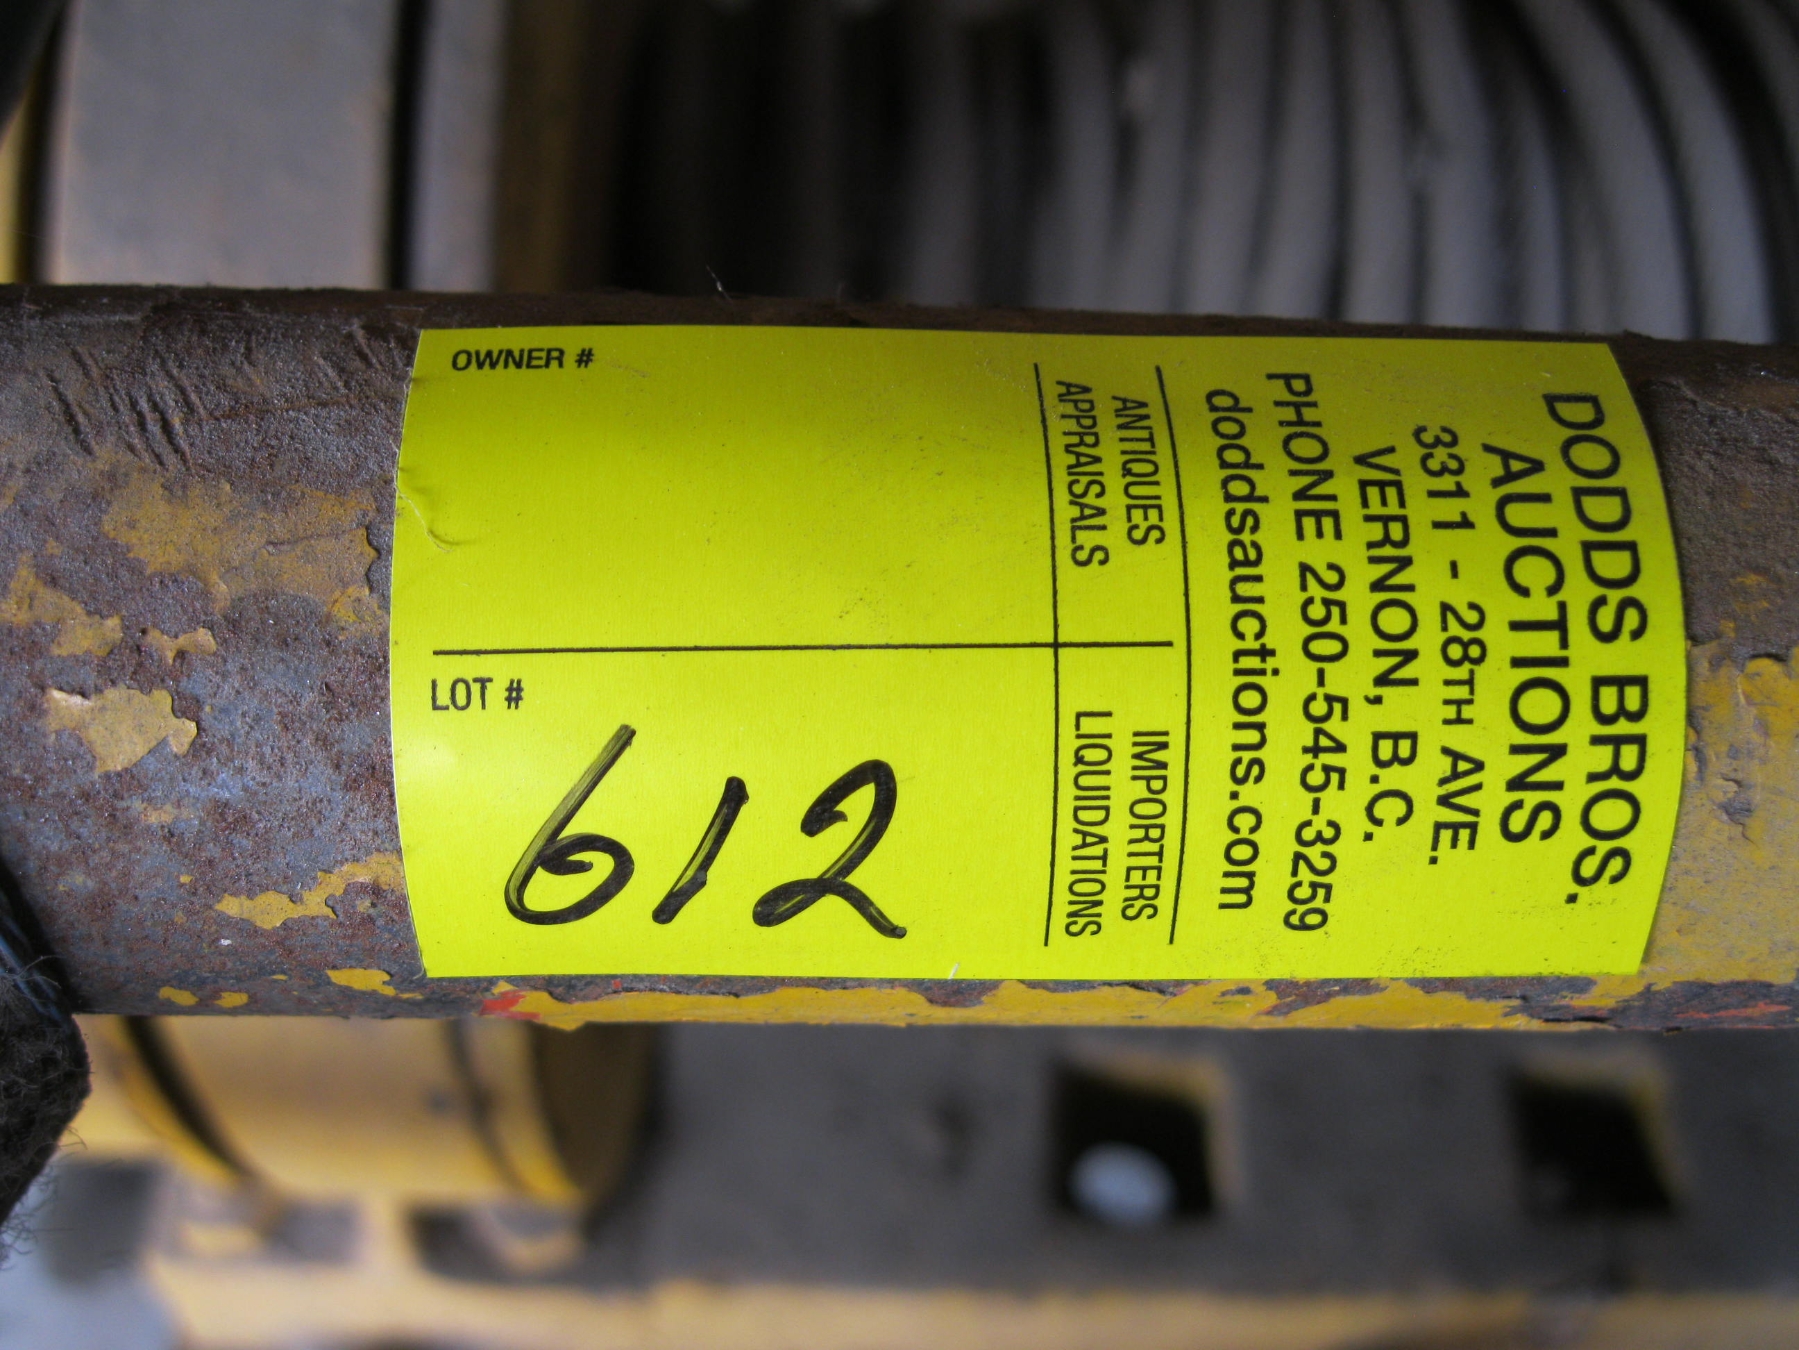 DODDS BROS.
AUCTIONS
3311 - 28TH AVE.
VERNON, B.C.
PHONE 250-545-3259
doddsauctions.com
ANTIQUES
APPRAISALS
IMPORTERS
LIQUIDATIONS
OWNER #
LOT #
612